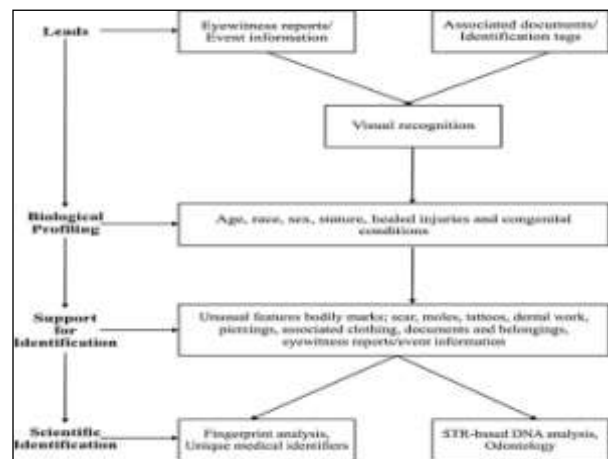 Leads
Eyewitness reports/
Event information
Associated documents/
Identification tags
Visual recognition
Biological
Profiling
Age, race, sex, stature, healed injuries and congenital
conditions
Support
for
Identification
Unusual features bodily marks; scar, moles, tattoos, dental work,
piercings, associated clothing, documents and belongings,
eyewitness reports/event information
Scientific
Identification
Fingerprint analysis,
Unique medical identifiers
STR-based DNA analysis,
Odontology